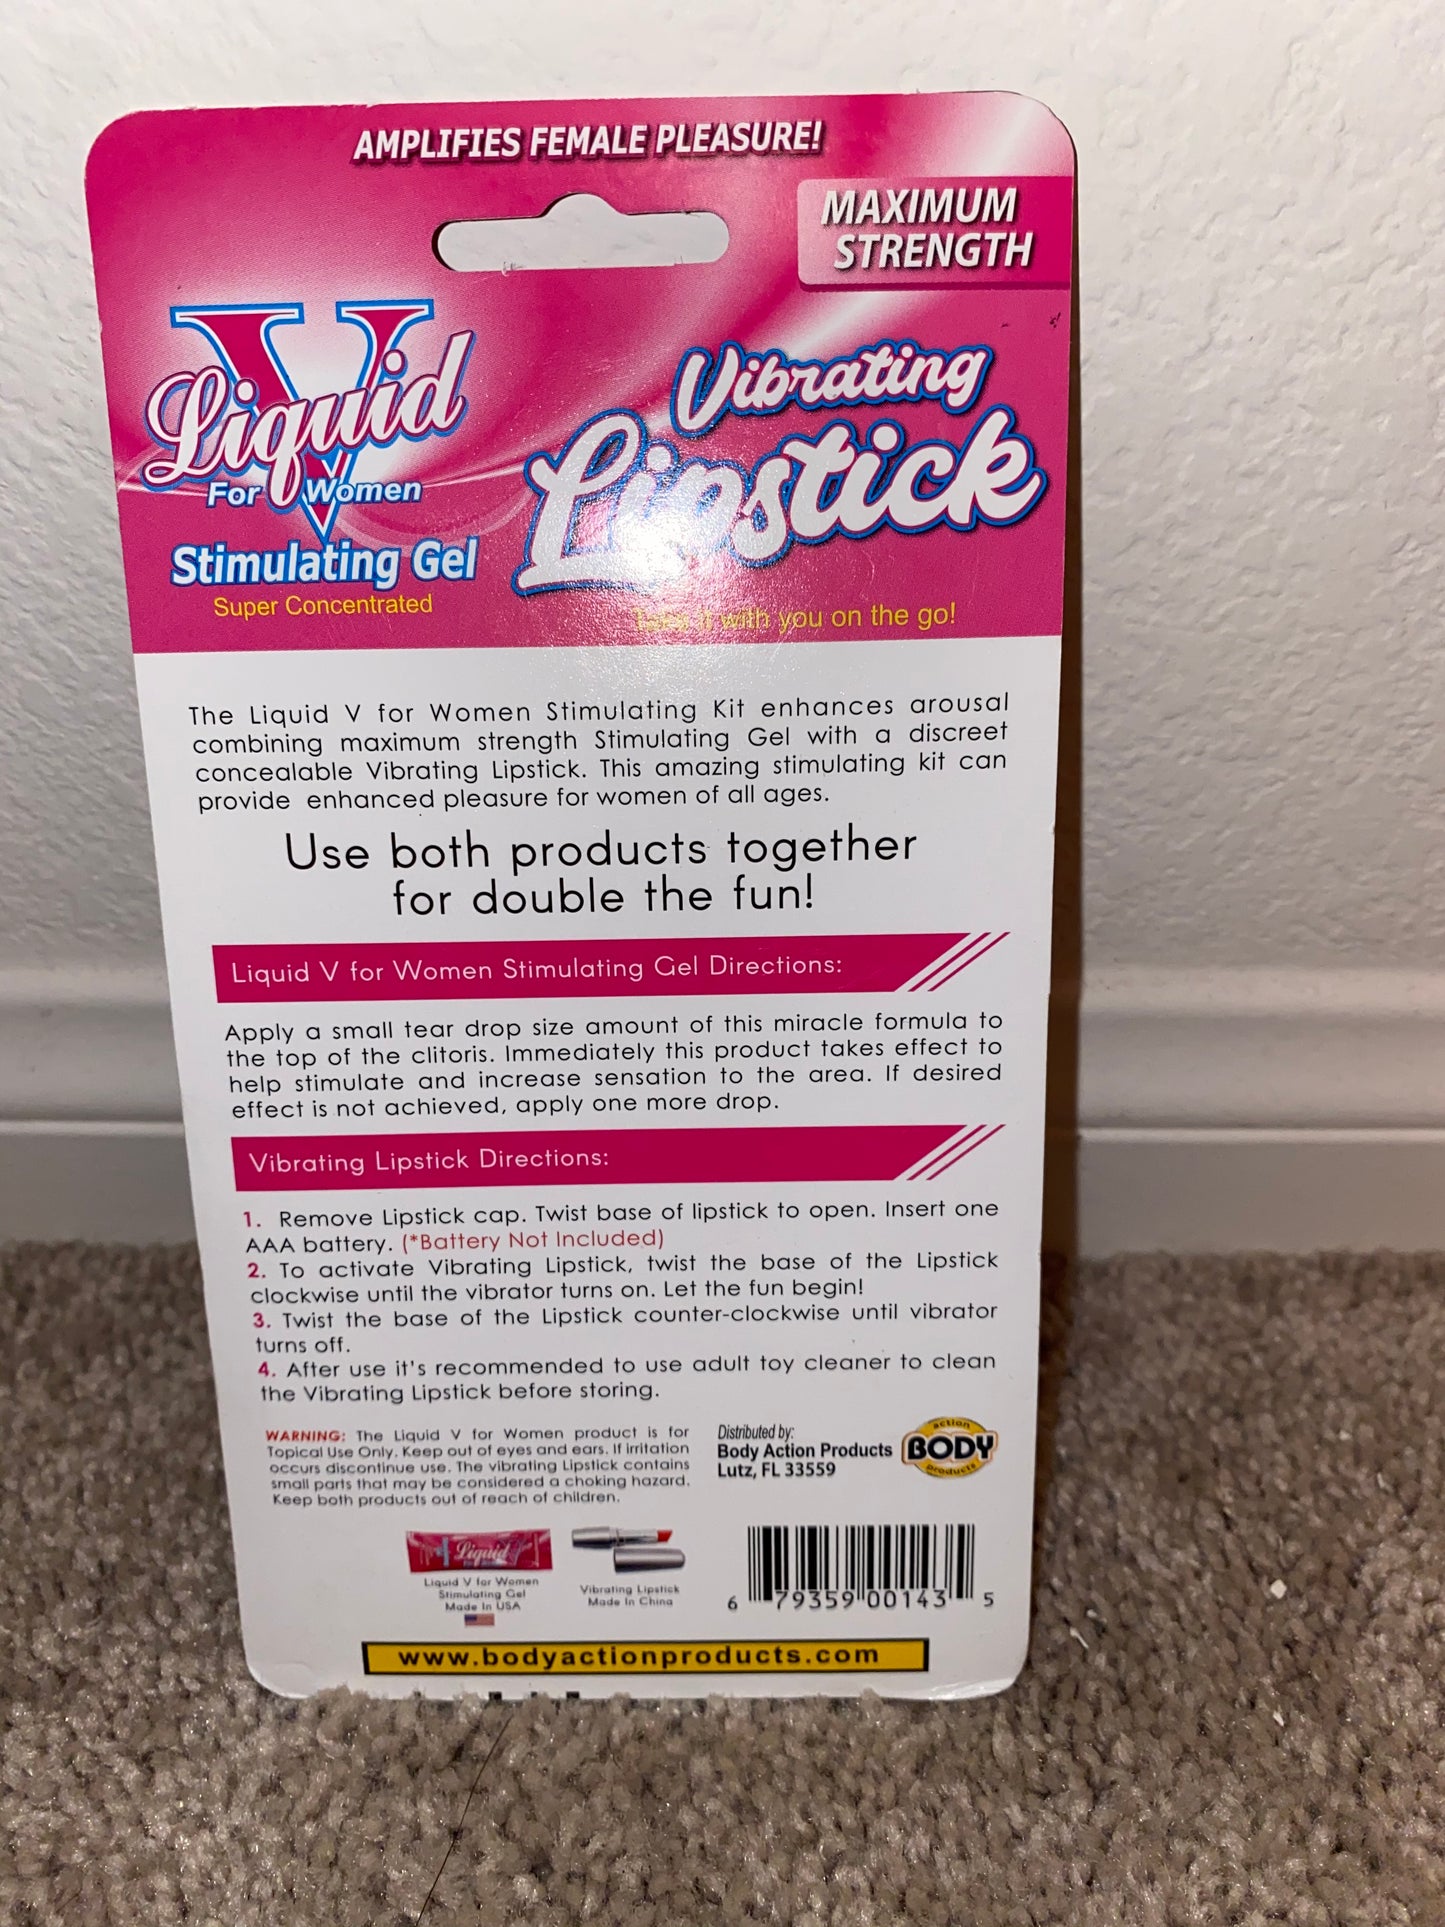 AMPLIFIES FEMALE PLEASURE!
MAXIMUM
STRENGTH
V
Liquid
For Women
Stimulating Gel
Super Concentrated
Vibrating
Lipstick
Take it with you on the go!
The Liquid V for Women Stimulating Kit enhances arousal
combining maximum strength Stimulating Gel with a discreet
concealable Vibrating Lipstick. This amazing stimulating kit can
provide enhanced pleasure for women of all ages.
Use both products together
for double the fun!
Liquid V for Women Stimulating Gel Directions:
Apply a small tear drop size amount of this miracle formula to
the top of the clitoris. Immediately this product takes effect to
help stimulate and increase sensation to the area. If desired
effect is not achieved, apply one more drop.
Vibrating Lipstick Directions:
1. Remove Lipstick cap. Twist base of lipstick to open. Insert one
AAA battery. (*Battery Not Included)
2. To activate Vibrating Lipstick, twist the base of the Lipstick
clockwise until the vibrator turns on. Let the fun begin!
3. Twist the base of the Lipstick counter-clockwise until vibrator
turns off.
4. After use it's recommended to use adult toy cleaner to clean
the Vibrating Lipstick before storing.
WARNING: The Liquid V for Women product is for
Topical Use Only. Keep out of eyes and ears. If irritation
occurs discontinue use. The vibrating Lipstick contains
small parts that may be considered a choking hazard.
Keep both products out of reach of children.
Distributed by:
Body Action Products
Lutz, FL 33559
action
BODY
products
Liquid
Liquid V for Women
Stimulating Gel
Made In USA
Vibrating Lipstick
Made In China
6 79359 00143 5
www.bodyactionproducts.com